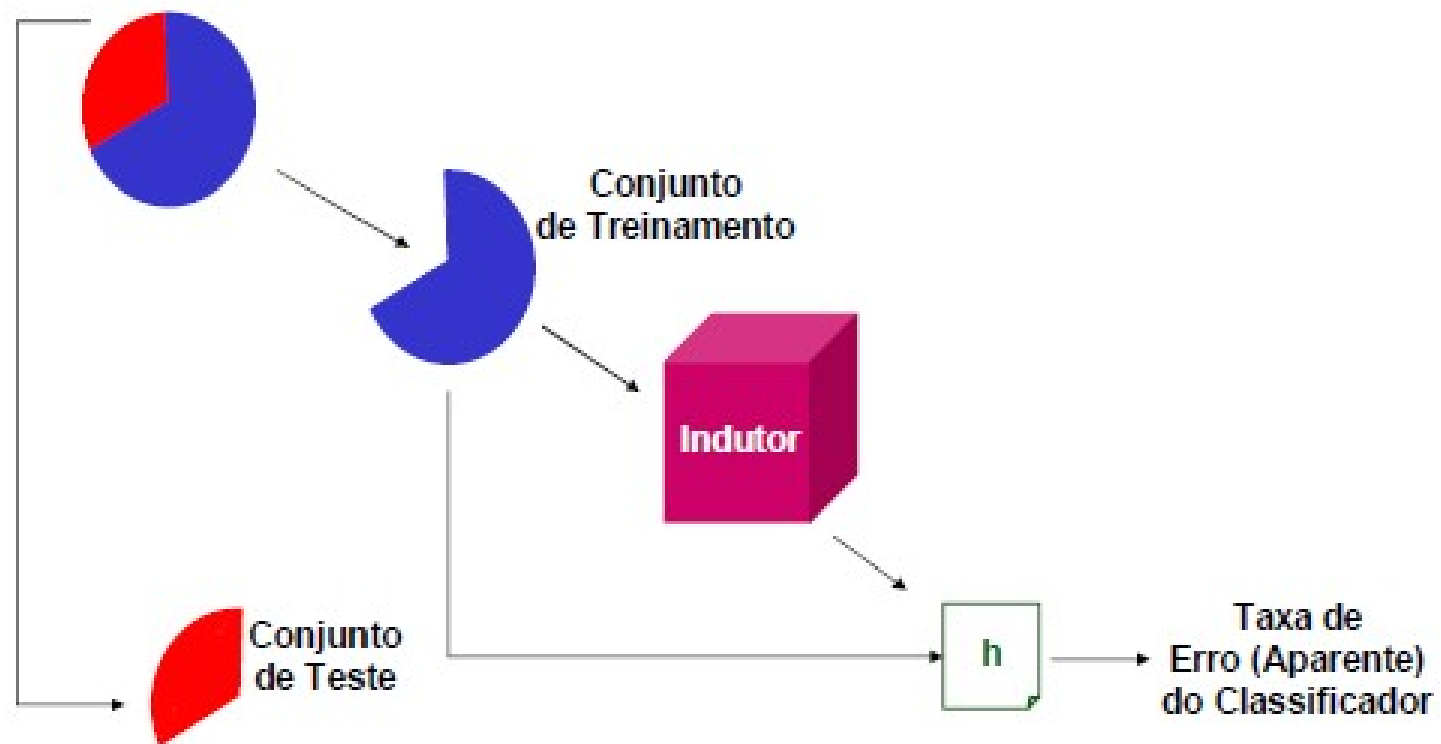 Conjunto
de Treinamento
Indutor
Conjunto
de Teste
h
Taxa de
Erro (Aparente)
do Classificador